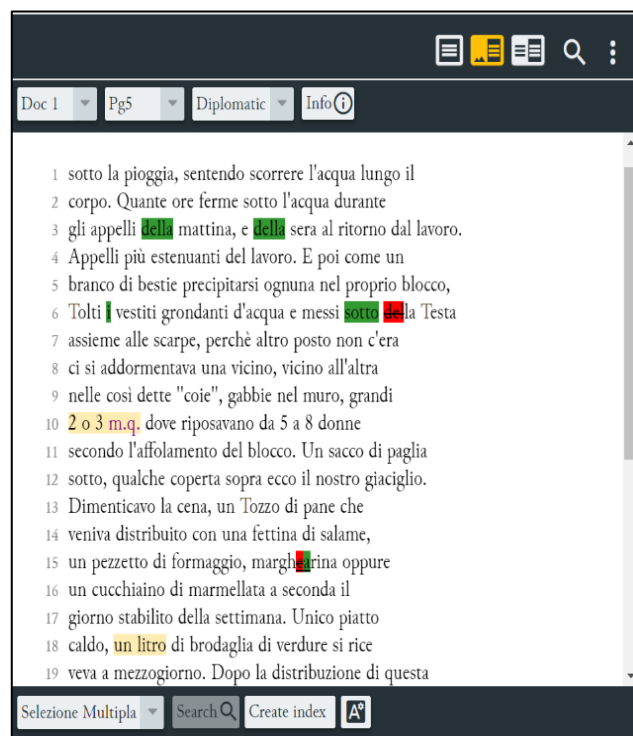 Doc 1 Pg5 Diplomatic Info
1 sotto la pioggia, sentendo scorrere l'acqua lungo il
2 corpo. Quante ore ferme sotto l'acqua durante
3 gli appelli della mattina, e della sera al ritorno dal lavoro.
4 Appelli più estenuanti del lavoro. E poi come un
5 branco di bestie precipitarsi ognuna nel proprio blocco,
6 Tolti i vestiti grondanti d'acqua e messi sotto della Testa
7 assieme alle scarpe, perchè altro posto non c'era
8 ci si addormentava una vicino, vicino all'altra
9 nelle così dette "coie", gabbie nel muro, grandi
10 2 o 3 m.q. dove riposavano da 5 a 8 donne
11 secondo l'affolamento del blocco. Un sacco di paglia
12 sotto, qualche coperta sopra ecco il nostro giaciglio.
13 Dimenticavo la cena, un Tozzo di pane che
14 veniva distribuito con una fettina di salame,
15 un pezzetto di formaggio, marghearina oppure
16 un cucchiaino di marmellata a seconda il
17 giorno stabilito della settimana. Unico piatto
18 caldo, un litro di brodaglia di verdure si rice
19 veva a mezzogiorno. Dopo la distribuzione di questa
Selezione Multipla Search Create index A